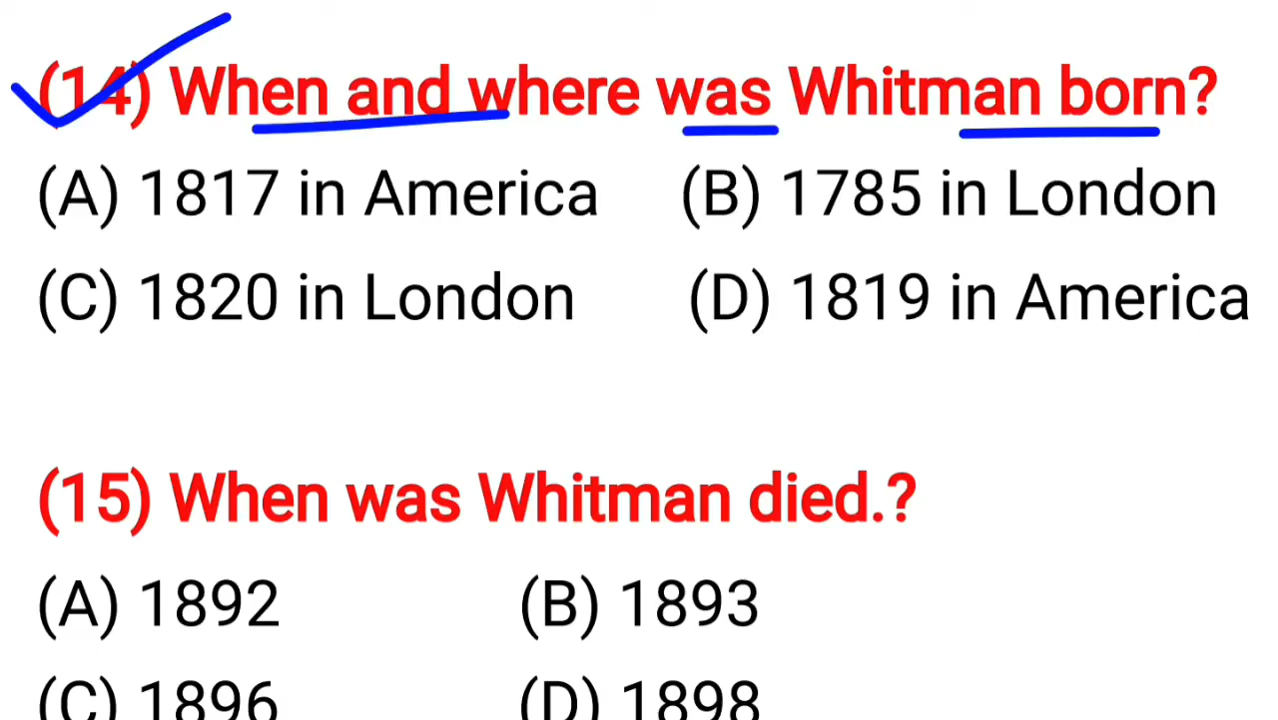 (14) When and where was Whitman born?
(A) 1817 in America (B) 1785 in London
(C) 1820 in London (D) 1819 in America
(15) When was Whitman died.?
(A) 1892 (B) 1893
(C) 1896 (D) 1898